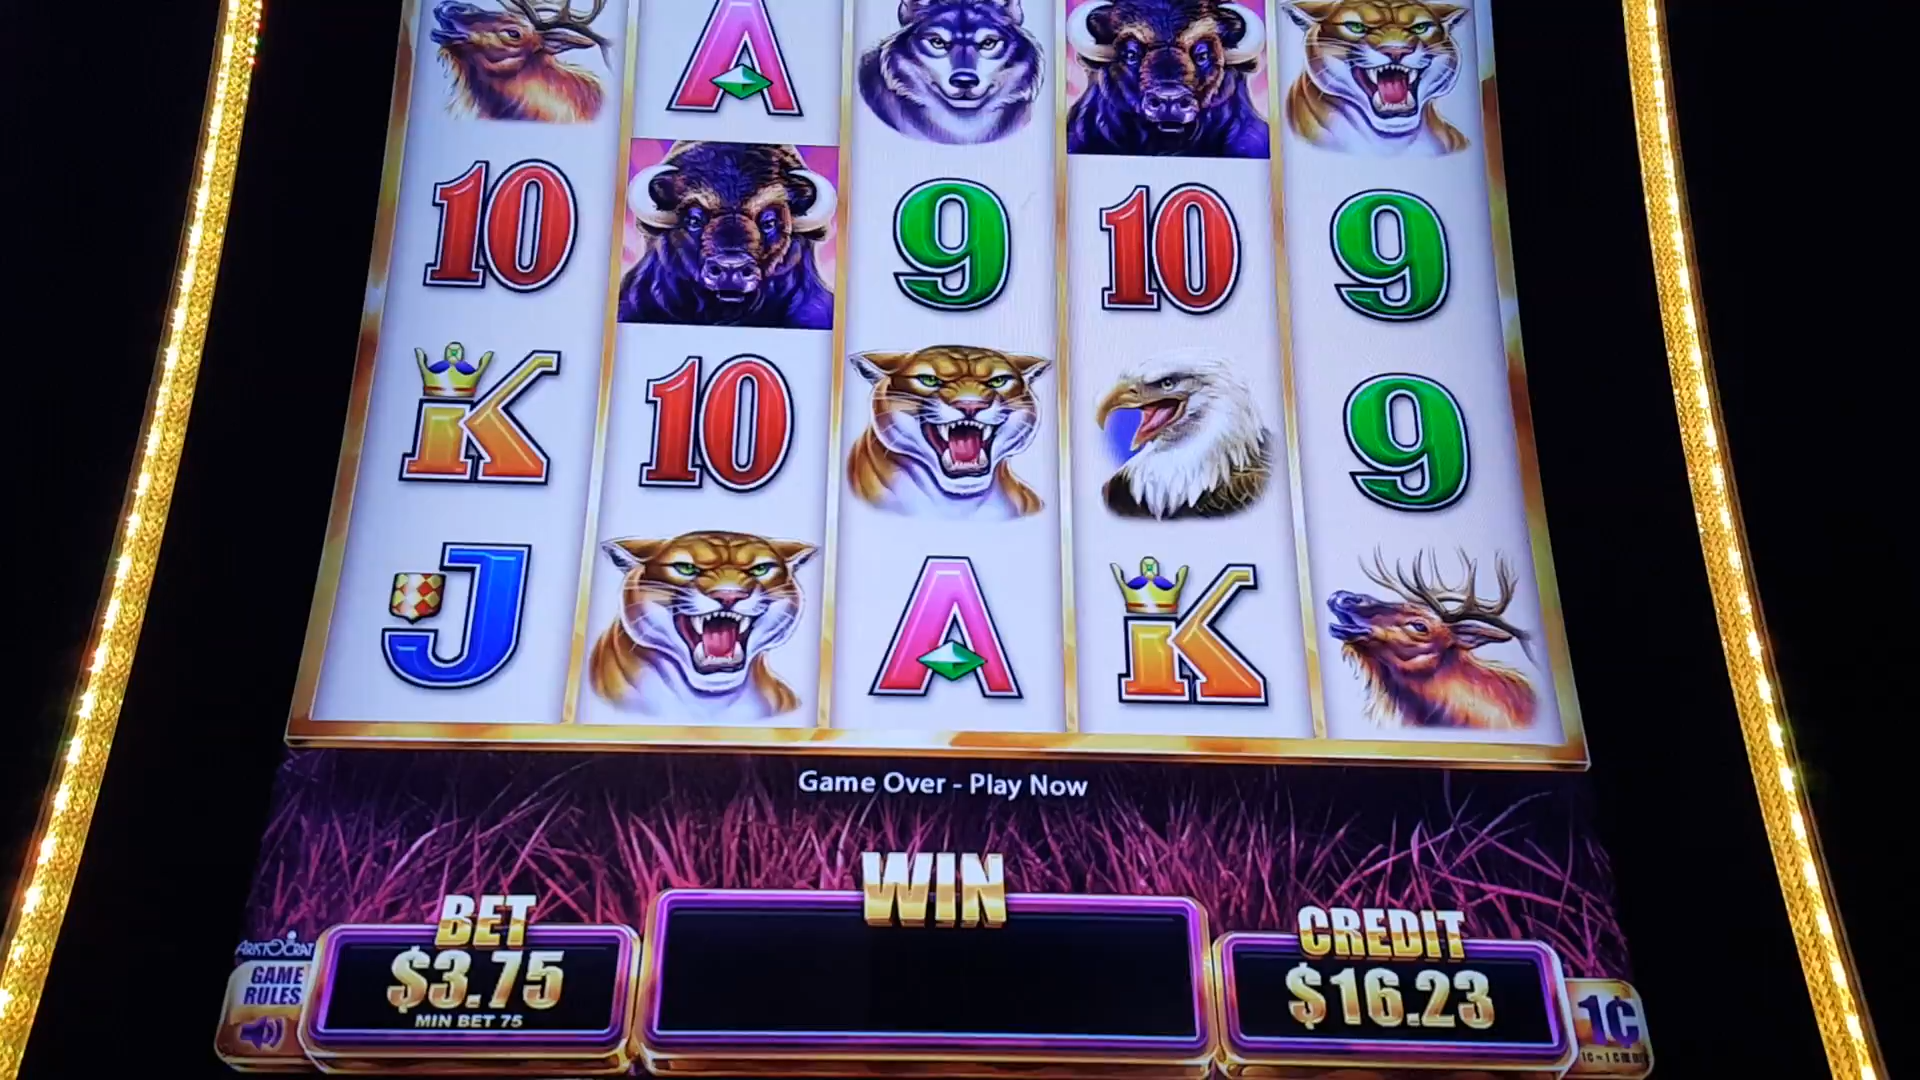 A
10 9 10 9
K 10 9
J A K
Game Over - Play Now
WIN
BET CREDIT
ARISTOCRAT
GAME RULES
$3.75 $16.23
MIN BET 75
1¢